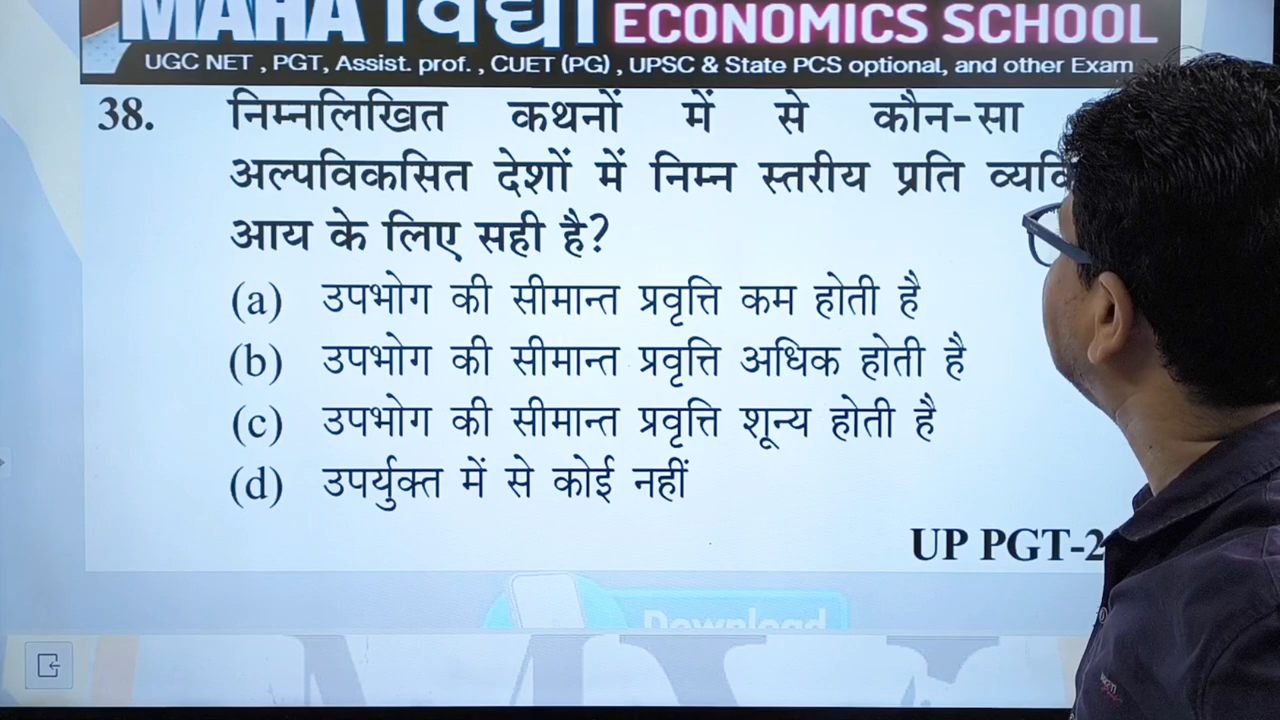 MAHA विद्या ECONOMICS SCHOOL
UGC NET , PGT, Assist. prof. , CUET (PG) , UPSC & State PCS optional, and other Exam
38. निम्नलिखित कथनों में से कौन-सा
अल्पविकसित देशों में निम्न स्तरीय प्रति
आय के लिए सही है?
(a) उपभोग की सीमान्त प्रवृत्ति कम होती है
(b) उपभोग की सीमान्त प्रवृत्ति अधिक होती है
(c) उपभोग की सीमान्त प्रवृत्ति शून्य होती है
(d) उपर्युक्त में से कोई नहीं
UP PGT-2
Download